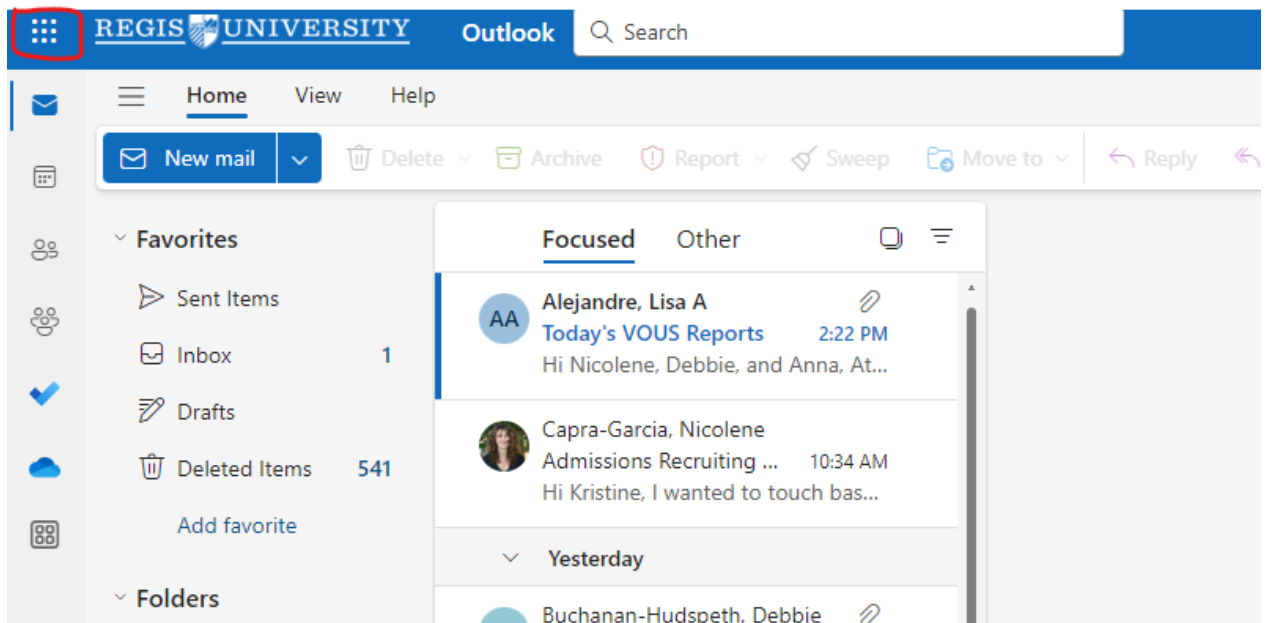 REGIS UNIVERSITY
Outlook
Search
Home View Help
New mail Delete Archive Report Sweep Move to Reply
Favorites
Sent Items
Inbox 1
Drafts
Deleted Items 541
Add favorite
Folders
Focused Other
AA
Alejandre, Lisa A
Today's VOUS Reports 2:22 PM
Hi Nicolene, Debbie, and Anna, At...
Capra-Garcia, Nicolene
Admissions Recruiting ... 10:34 AM
Hi Kristine, I wanted to touch bas...
Yesterday
Buchanan-Hudspeth, Debbie